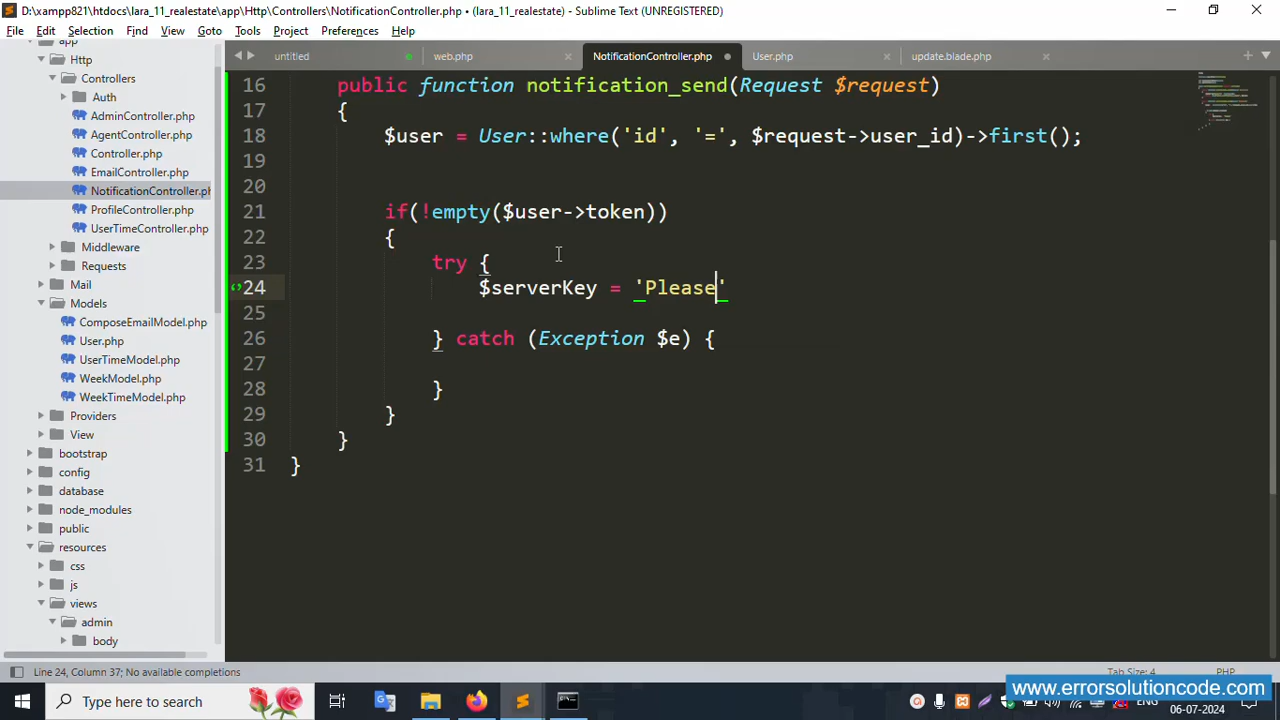 D:\xampp821\htdocs\lara_11_realestate\app\Http\Controllers\NotificationController.php • (lara_11_realestate) - Sublime Text (UNREGISTERED)
File Edit Selection Find View Goto Tools Project Preferences Help
untitled web.php NotificationController.php User.php update.blade.php
app
Http
Controllers
Auth
AdminController.php
AgentController.php
Controller.php
EmailController.php
NotificationController.ph
ProfileController.php
UserTimeController.php
Middleware
Requests
Mail
Models
ComposeEmailModel.php
User.php
UserTimeModel.php
WeekModel.php
WeekTimeModel.php
Providers
View
bootstrap
config
database
node_modules
public
resources
css
js
views
admin
body
16 public function notification_send(Request $request)
17 {
18 $user = User::where('id', '=', $request->user_id)->first();
19
20
21 if(!empty($user->token))
22 {
23 try {
24 $serverKey = 'Please'
25
26 } catch (Exception $e) {
27
28 }
29 }
30 }
31 }
Line 24, Column 37; No available completions
Tab Size: 4 PHP
www.errorsolutioncode.com
Type here to search
ENG
06-07-2024